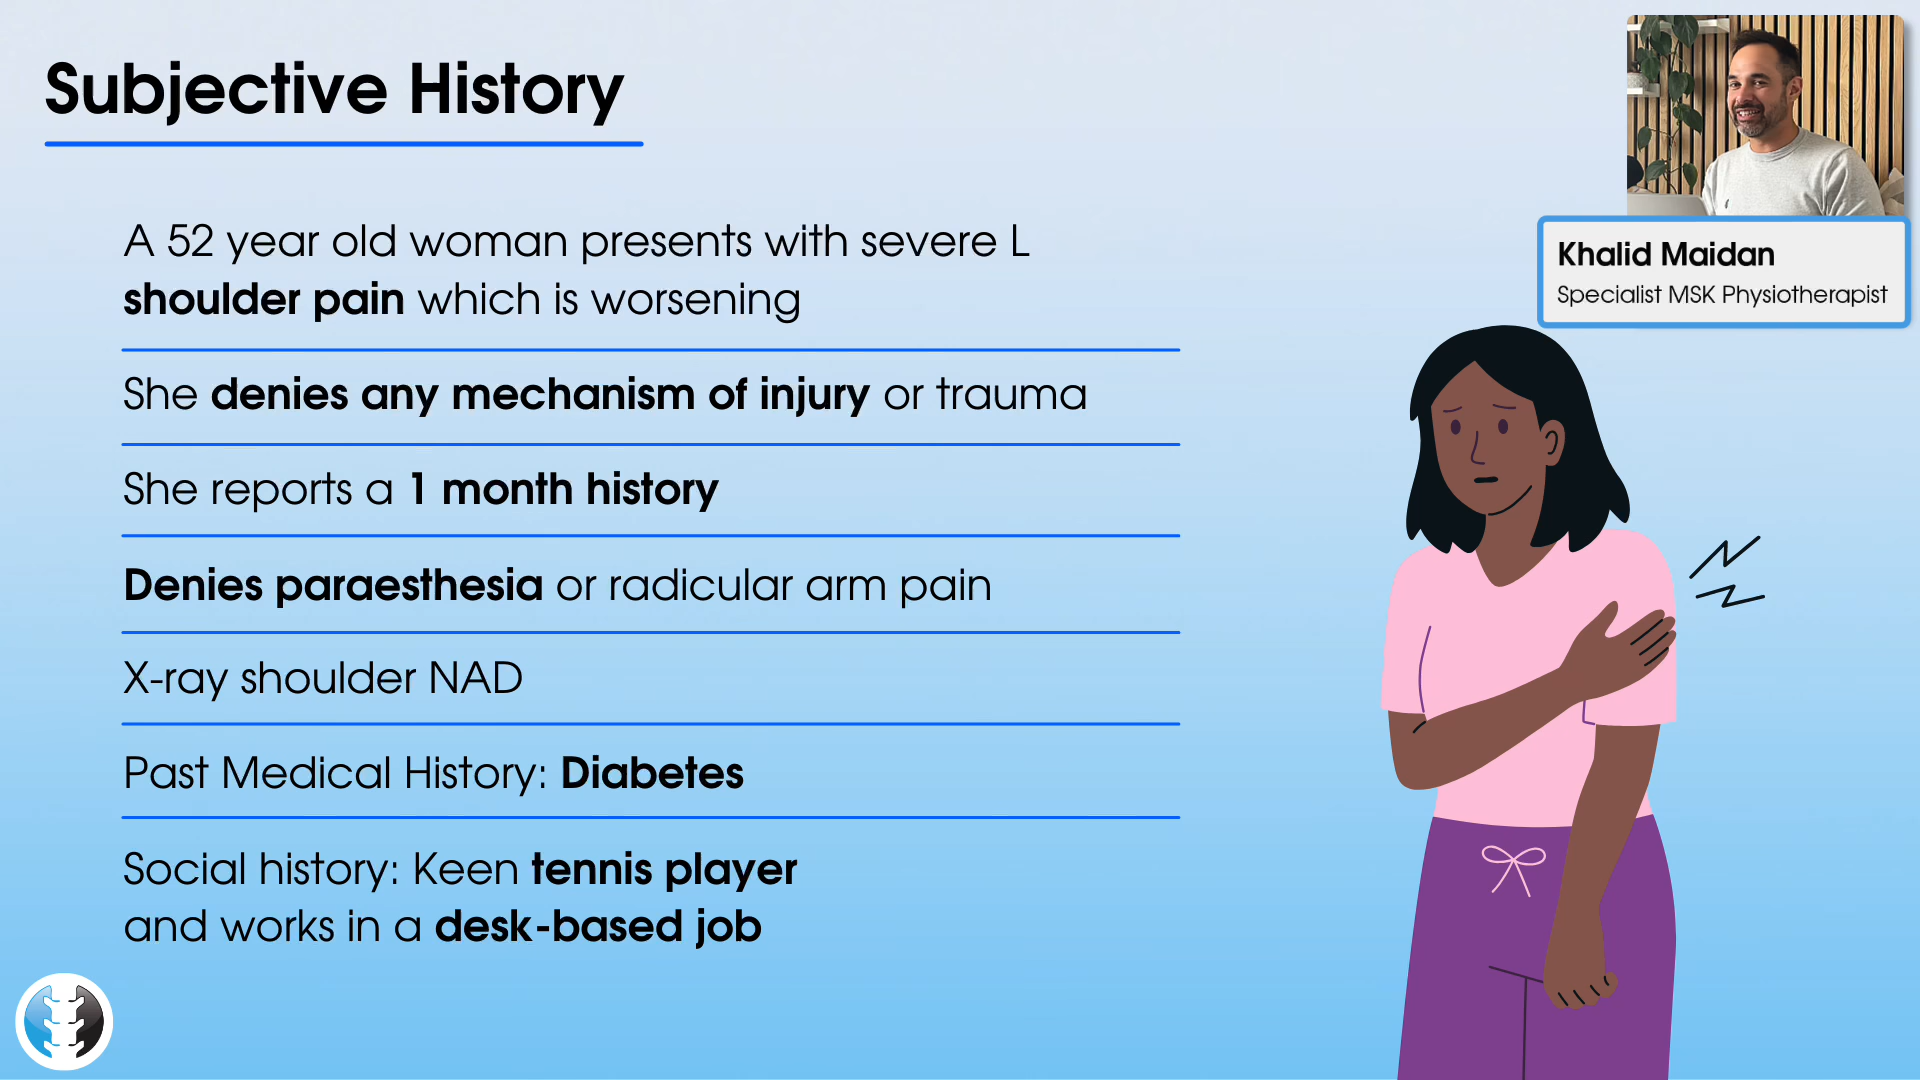 Subjective History
A 52 year old woman presents with severe L
shoulder pain which is worsening
She denies any mechanism of injury or trauma
She reports a 1 month history
Denies paraesthesia or radicular arm pain
X-ray shoulder NAD
Past Medical History: Diabetes
Social history: Keen tennis player
and works in a desk-based job
Khalid Maidan
Specialist MSK Physiotherapist